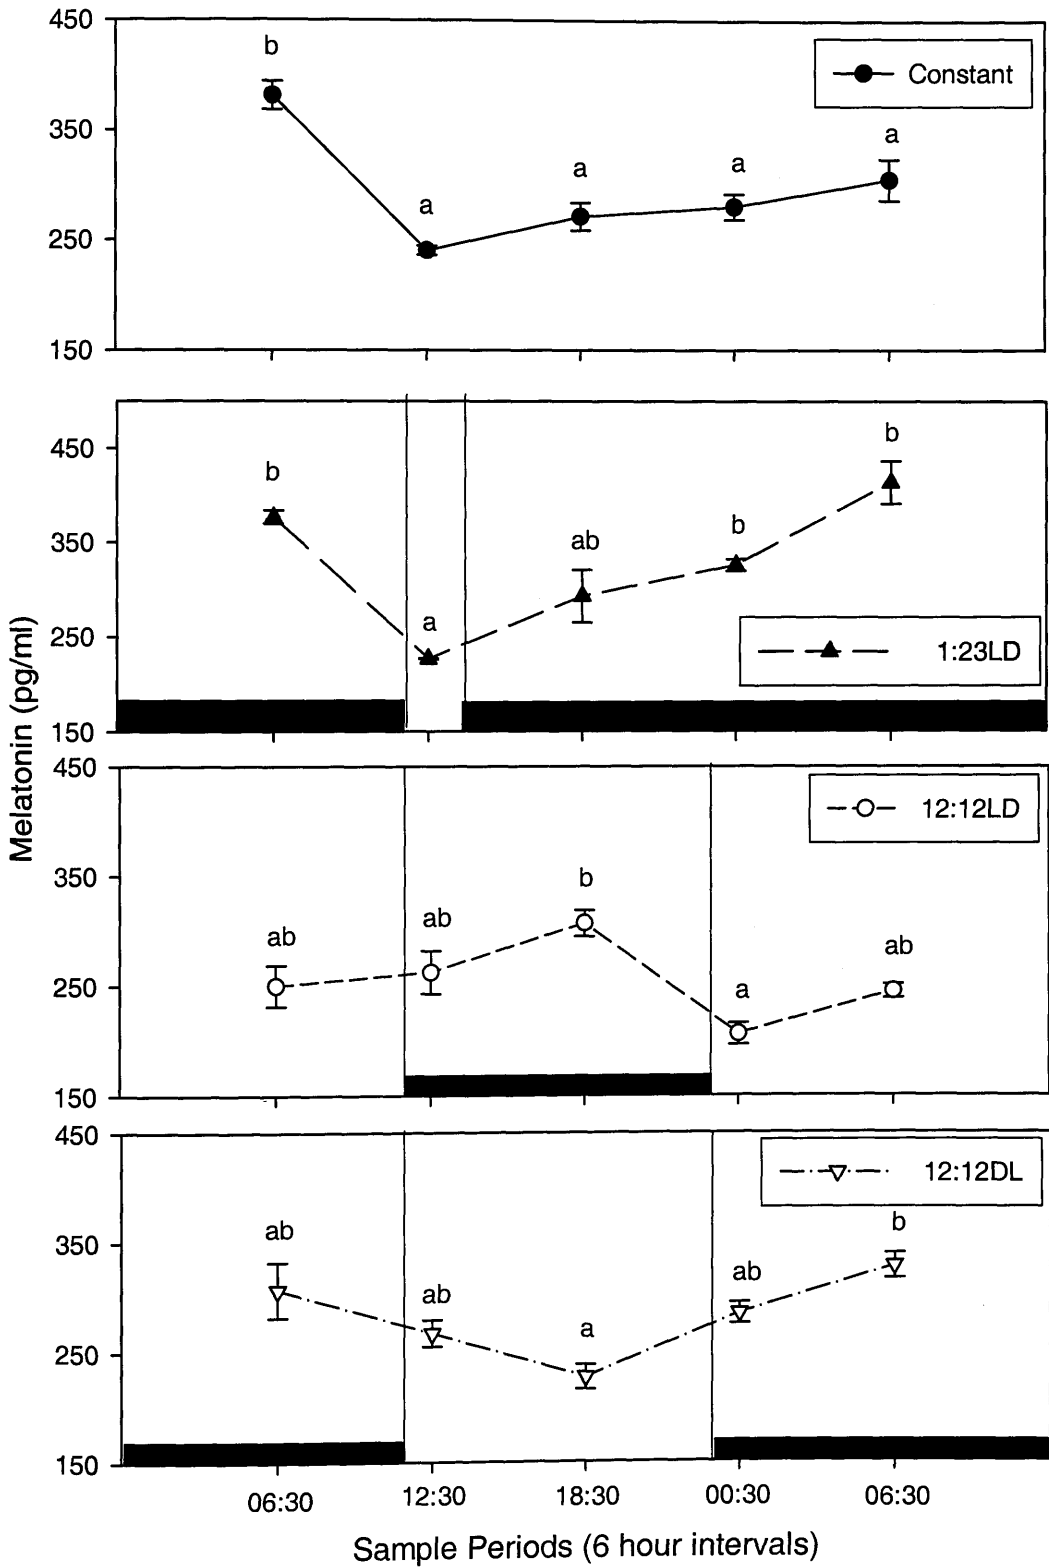 450
b
Constant
350
a
a
a
a
250
150
450
b
b
350
ab
b
250
a
1:23LD
150
Melatonin (pg/ml)
450
12:12LD
350
b
ab
ab
ab
250
a
150
450
12:12DL
350
ab
b
ab
ab
a
250
150
06:30 12:30 18:30 00:30 06:30
Sample Periods (6 hour intervals)